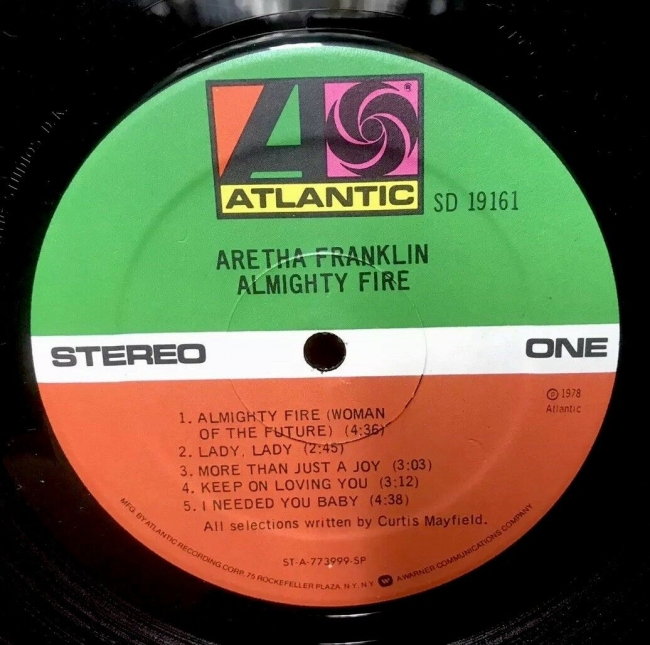 ATLANTIC
SD 19161
ARETHA FRANKLIN
ALMIGHTY FIRE
STEREO
ONE
℗ 1978
Atlantic
1. ALMIGHTY FIRE (WOMAN
OF THE FUTURE) (4:36)
2. LADY, LADY (2:45)
3. MORE THAN JUST A JOY (3:03)
4. KEEP ON LOVING YOU (3:12)
5. I NEEDED YOU BABY (4:38)
All selections written by Curtis Mayfield.
ST-A-773999-SP
MFG. BY ATLANTIC RECORDING CORP. 75 ROCKEFELLER PLAZA. N.Y. N.Y. A WARNER COMMUNICATIONS COMPANY